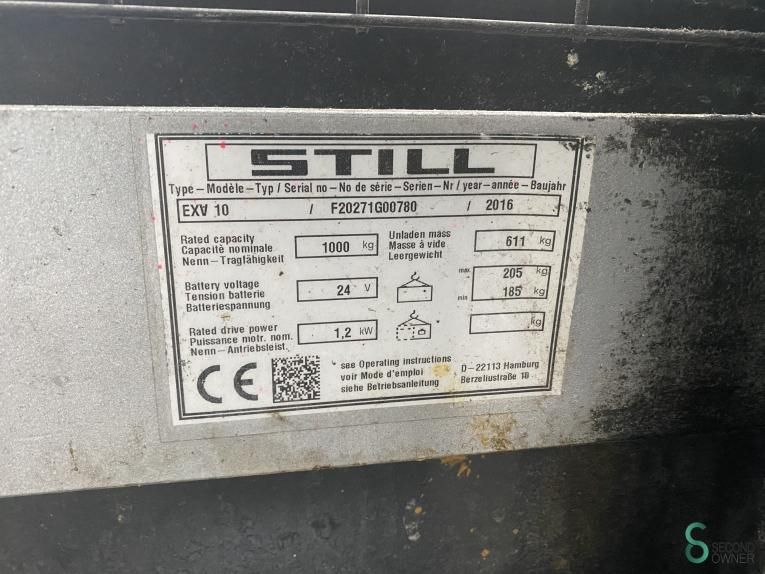 STILL
Type – Modèle – Typ / Serial no – No de série – Serien – Nr / year – année – Baujahr
EXV 10 / F20271G00780 / 2016
Rated capacity
Capacité nominale
Nenn – Tragfähigkeit
1000 kg
Unladen mass
Masse à vide
Leergewicht
611 kg
Battery voltage
Tension batterie
Batteriespannung
24 V
max. 205 kg
min 185 kg
Rated drive power
Puissance motr. nom.
Nenn – Antriebsleist.
1,2 kW
kg
CE
* see Operating instructions
voir Mode d'emploi
siehe Betriebsanleitung
D – 22113 Hamburg
Berzeliusstraße 10
SECOND
OWNER